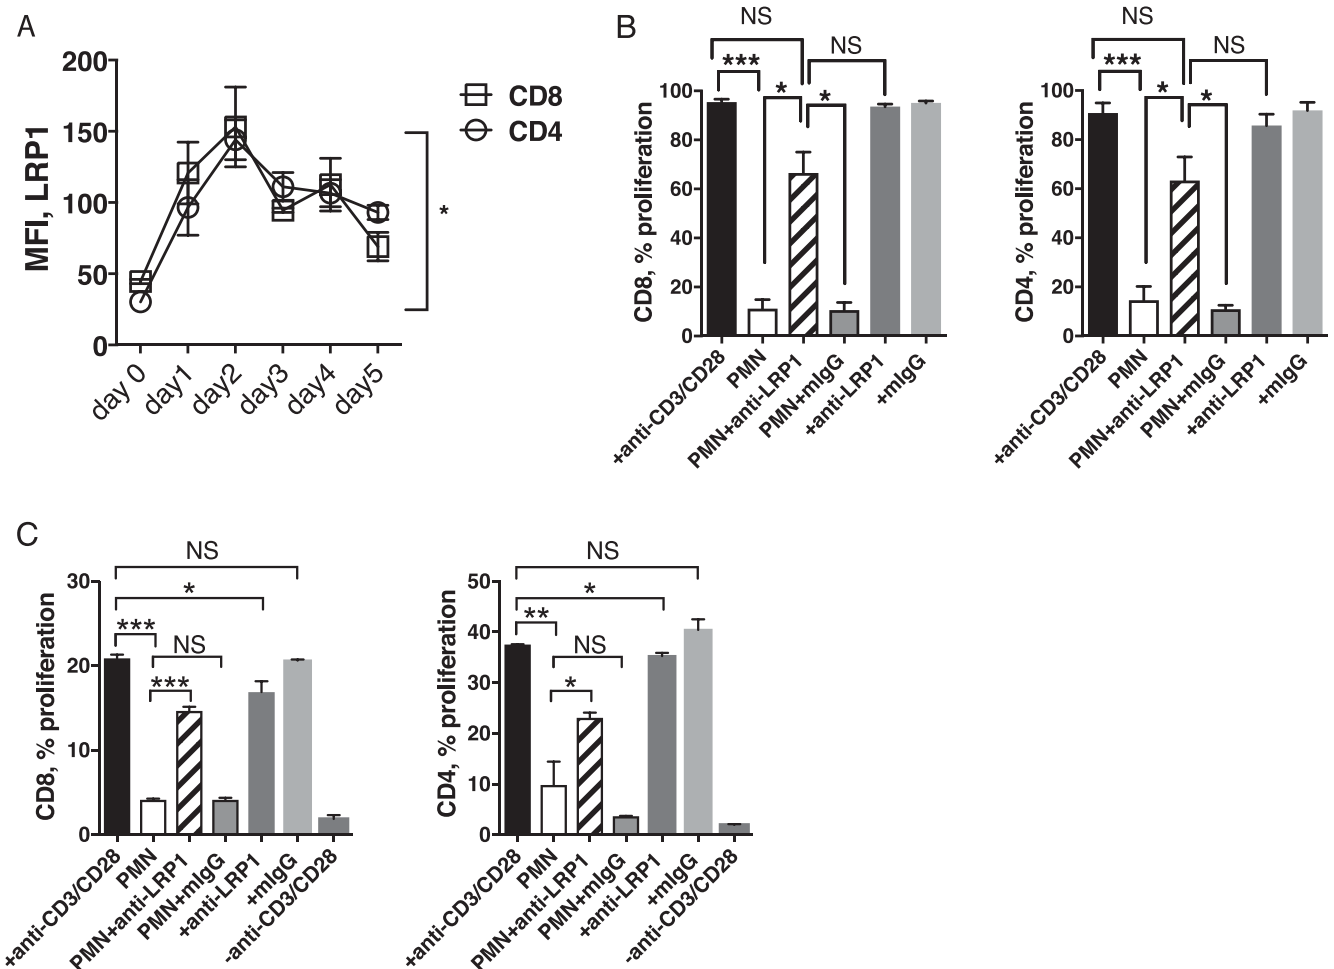 A
MFI, LRP1
200
150
100
50
0
day 0
day1
day2
day3
day4
day5
CD8
CD4
*
B
CD8, % proliferation
100
80
60
40
20
0
NS
NS
***
*
*
+anti-CD3/CD28
PMN
PMN+anti-LRP1
PMN+mIgG
+anti-LRP1
+mIgG
CD4, % proliferation
100
80
60
40
20
0
NS
NS
***
*
*
+anti-CD3/CD28
PMN
PMN+anti-LRP1
PMN+mIgG
+anti-LRP1
+mIgG
C
CD8, % proliferation
30
20
10
0
NS
*
***
NS
***
+anti-CD3/CD28
PMN
PMN+anti-LRP1
PMN+mIgG
+anti-LRP1
+mIgG
-anti-CD3/CD28
CD4, % proliferation
50
40
30
20
10
0
NS
*
**
NS
*
+anti-CD3/CD28
PMN
PMN+anti-LRP1
PMN+mIgG
+anti-LRP1
+mIgG
-anti-CD3/CD28